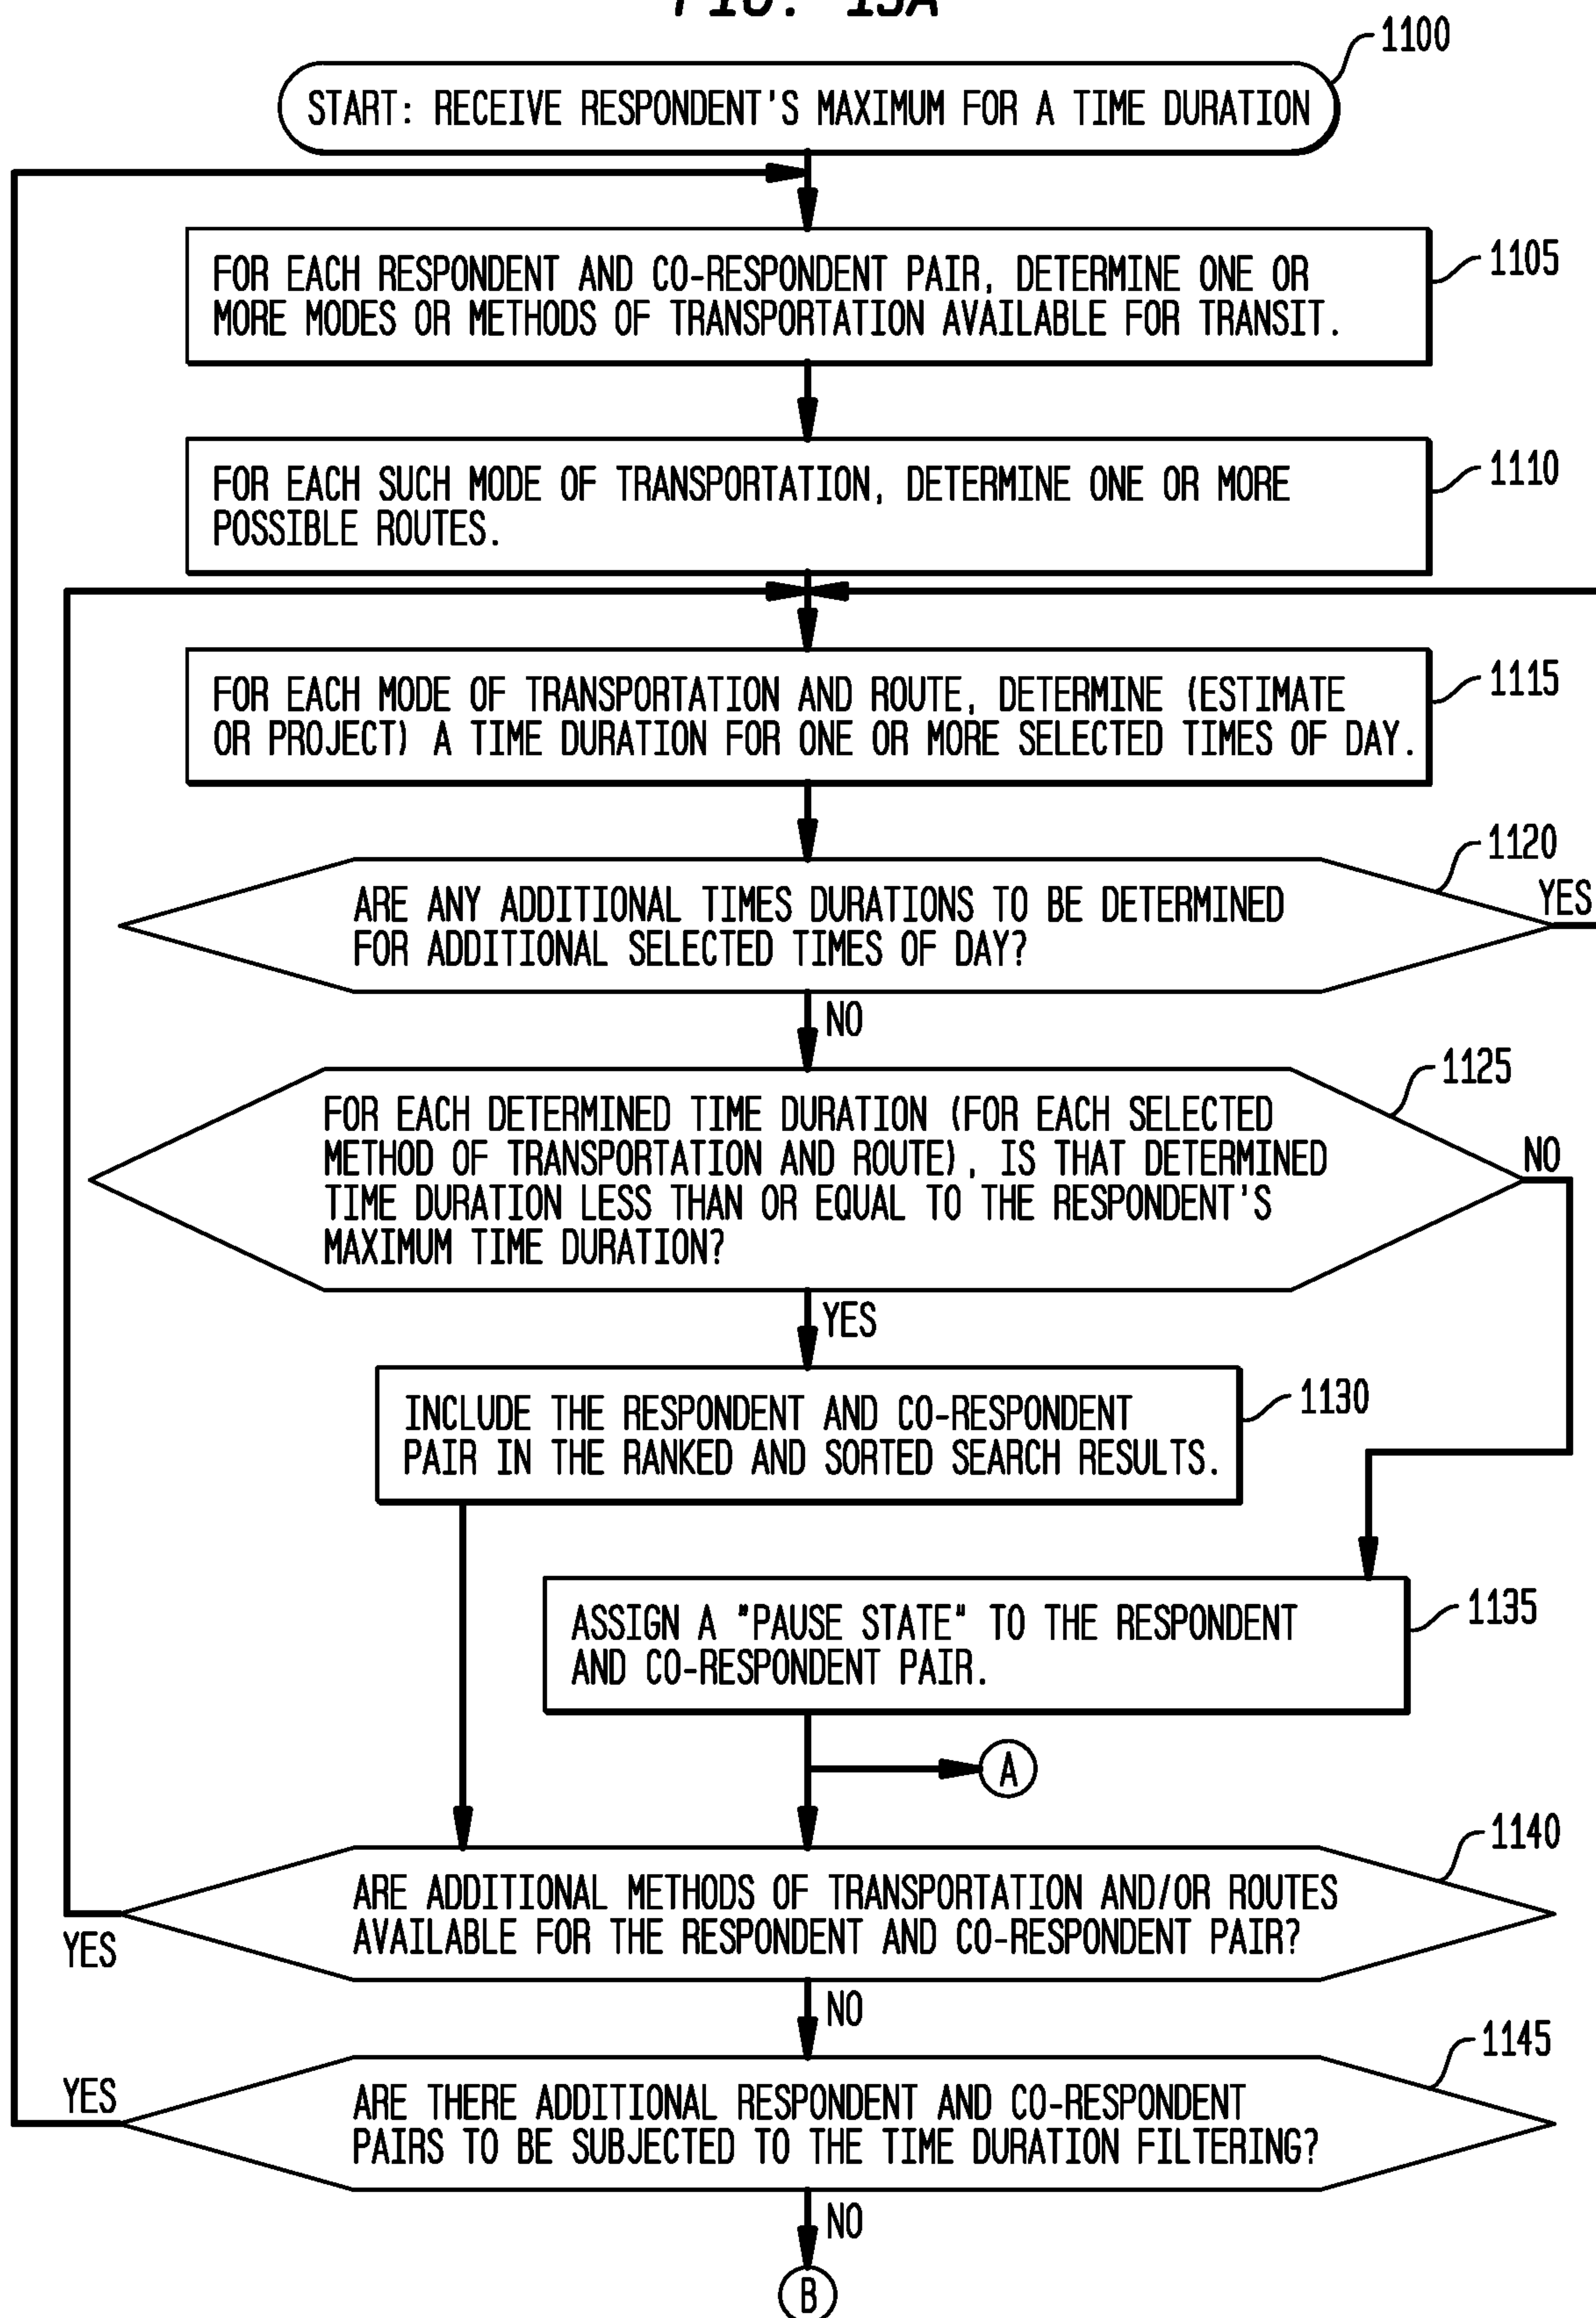 FIG. 13A
1100
START: RECEIVE RESPONDENT'S MAXIMUM FOR A TIME DURATION
1105
FOR EACH RESPONDENT AND CO-RESPONDENT PAIR, DETERMINE ONE OR
MORE MODES OR METHODS OF TRANSPORTATION AVAILABLE FOR TRANSIT.
1110
FOR EACH SUCH MODE OF TRANSPORTATION, DETERMINE ONE OR MORE
POSSIBLE ROUTES.
1115
FOR EACH MODE OF TRANSPORTATION AND ROUTE, DETERMINE (ESTIMATE
OR PROJECT) A TIME DURATION FOR ONE OR MORE SELECTED TIMES OF DAY.
1120
YES
ARE ANY ADDITIONAL TIMES DURATIONS TO BE DETERMINED
FOR ADDITIONAL SELECTED TIMES OF DAY?
NO
1125
FOR EACH DETERMINED TIME DURATION (FOR EACH SELECTED
METHOD OF TRANSPORTATION AND ROUTE), IS THAT DETERMINED
TIME DURATION LESS THAN OR EQUAL TO THE RESPONDENT'S
MAXIMUM TIME DURATION?
NO
YES
1130
INCLUDE THE RESPONDENT AND CO-RESPONDENT
PAIR IN THE RANKED AND SORTED SEARCH RESULTS.
1135
ASSIGN A "PAUSE STATE" TO THE RESPONDENT
AND CO-RESPONDENT PAIR.
A
1140
ARE ADDITIONAL METHODS OF TRANSPORTATION AND/OR ROUTES
AVAILABLE FOR THE RESPONDENT AND CO-RESPONDENT PAIR?
YES
NO
1145
YES
ARE THERE ADDITIONAL RESPONDENT AND CO-RESPONDENT
PAIRS TO BE SUBJECTED TO THE TIME DURATION FILTERING?
NO
B